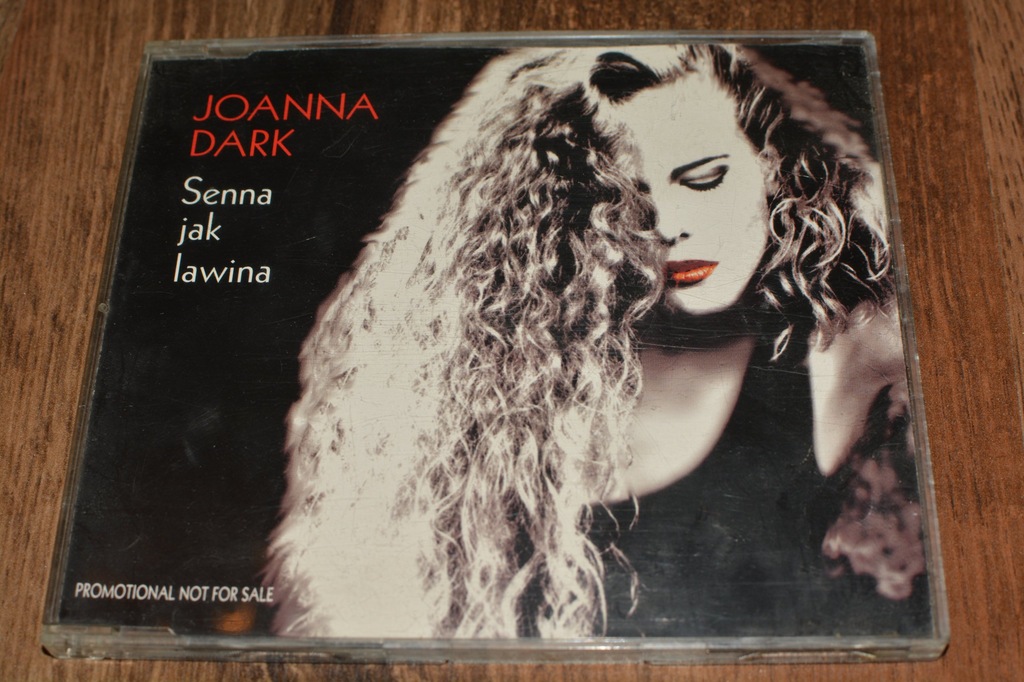 JOANNA
DARK
Senna
jak
lawina
PROMOTIONAL NOT FOR SALE